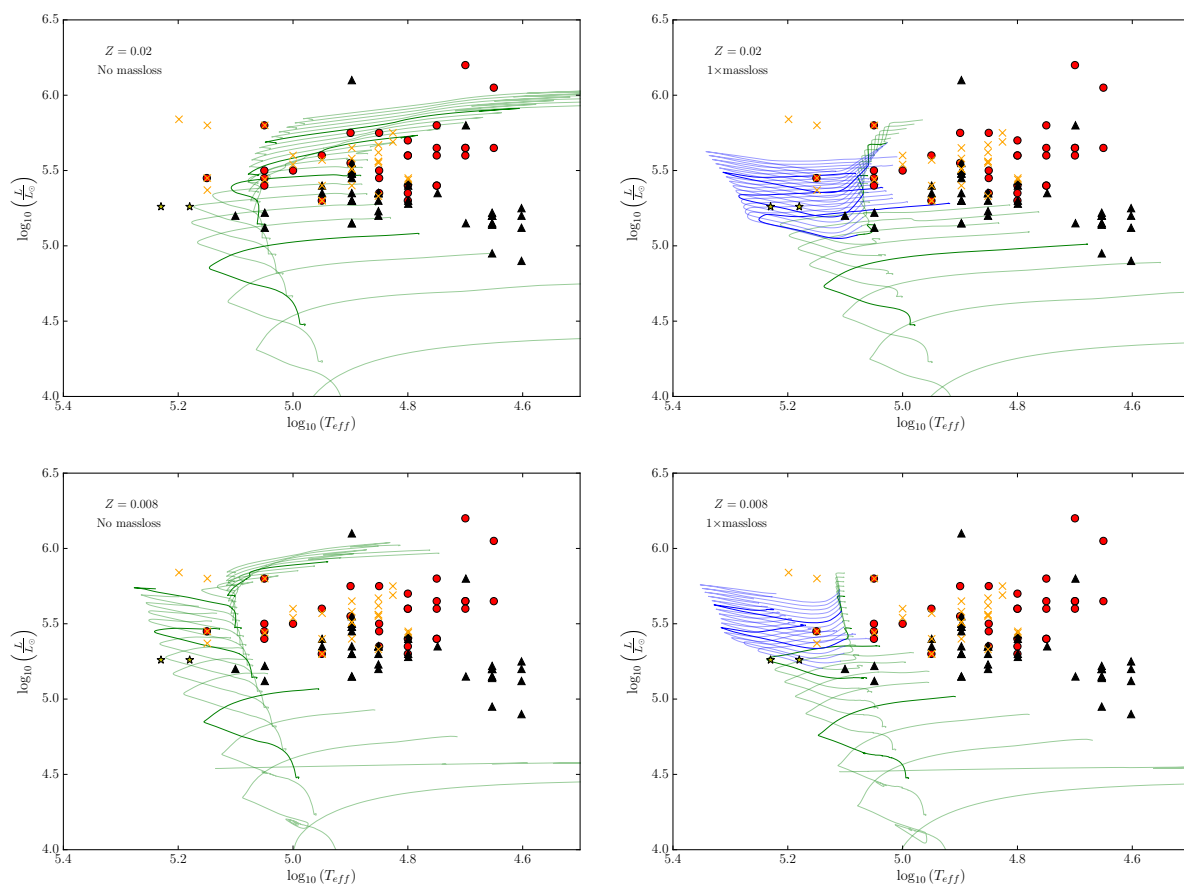 6.5
6.0
5.5
5.0
4.5
4.0
log10 (L/L⊙)
Z = 0.02
No massloss
5.4 5.2 5.0 4.8 4.6
log10 (Teff)
6.5
6.0
5.5
5.0
4.5
4.0
log10 (L/L⊙)
Z = 0.02
1×massloss
5.4 5.2 5.0 4.8 4.6
log10 (Teff)
6.5
6.0
5.5
5.0
4.5
4.0
log10 (L/L⊙)
Z = 0.008
No massloss
5.4 5.2 5.0 4.8 4.6
log10 (Teff)
6.5
6.0
5.5
5.0
4.5
4.0
log10 (L/L⊙)
Z = 0.008
1×massloss
5.4 5.2 5.0 4.8 4.6
log10 (Teff)